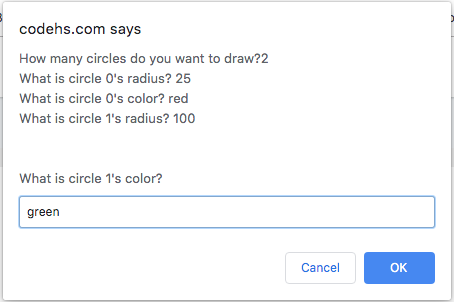 codehs.com says
How many circles do you want to draw?2
What is circle 0's radius? 25
What is circle 0's color? red
What is circle 1's radius? 100
What is circle 1's color?
green
Cancel OK